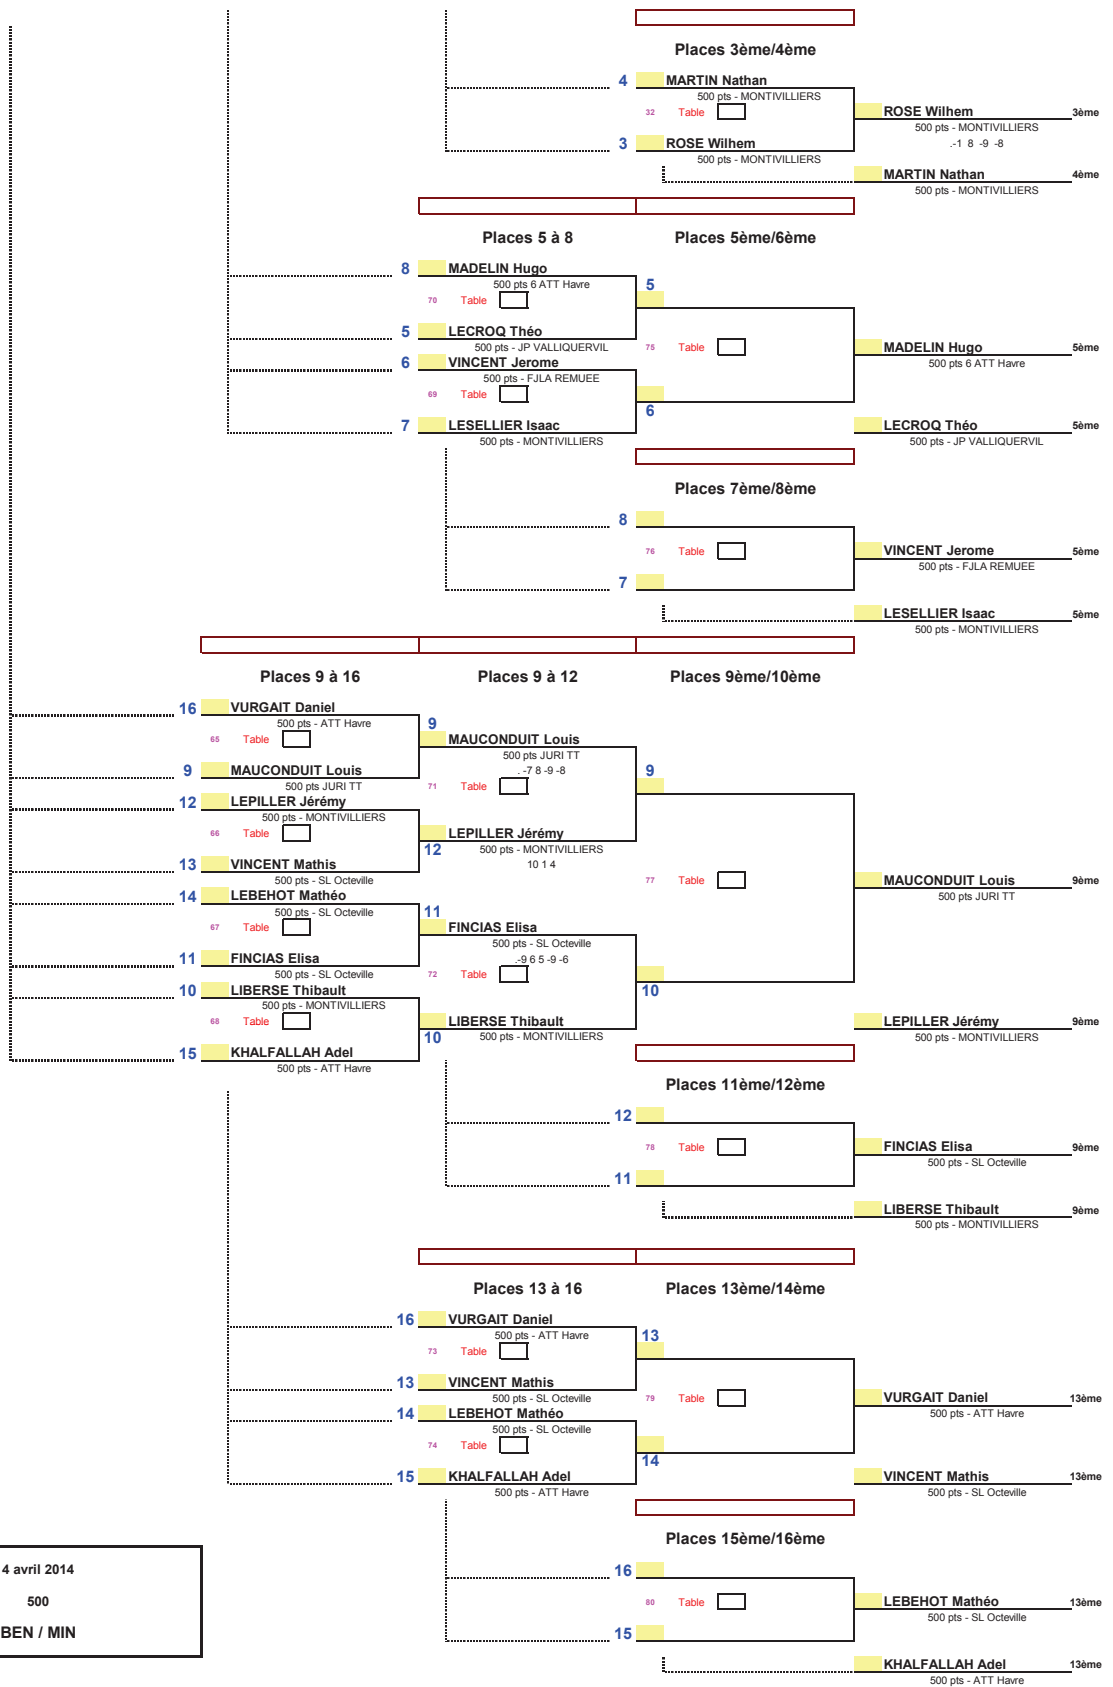 Places 3ème/4ème
4 MARTIN Nathan
500 pts - MONTIVILLIERS
32 Table
ROSE Wilhem 3ème
500 pts - MONTIVILLIERS
.-1 8 -9 -8
3 ROSE Wilhem
500 pts - MONTIVILLIERS
MARTIN Nathan 4ème
500 pts - MONTIVILLIERS
Places 5 à 8 Places 5ème/6ème
8 MADELIN Hugo
500 pts 6 ATT Havre
5
70 Table
5 LECROQ Théo
500 pts - JP VALLIQUERVIL
75 Table
MADELIN Hugo 5ème
500 pts 6 ATT Havre
6 VINCENT Jerome
500 pts - FJLA REMUEE
69 Table
6
7 LESELLIER Isaac
500 pts - MONTIVILLIERS
LECROQ Théo 5ème
500 pts - JP VALLIQUERVIL
Places 7ème/8ème
8
76 Table
VINCENT Jerome 5ème
500 pts - FJLA REMUEE
7
LESELLIER Isaac 5ème
500 pts - MONTIVILLIERS
Places 9 à 16 Places 9 à 12 Places 9ème/10ème
16 VURGAIT Daniel
500 pts - ATT Havre
9
65 Table
MAUCONDUIT Louis
500 pts JURI TT
. -7 8 -9 -8
9 MAUCONDUIT Louis
500 pts JURI TT
9
71 Table
12 LEPILLER Jérémy
500 pts - MONTIVILLIERS
66 Table
LEPILLER Jérémy
12 500 pts - MONTIVILLIERS
10 1 4
13 VINCENT Mathis
500 pts - SL Octeville
77 Table
MAUCONDUIT Louis 9ème
500 pts JURI TT
14 LEBEHOT Mathéo
500 pts - SL Octeville
11
67 Table
FINCIAS Elisa
500 pts - SL Octeville
.-9 6 5 -9 -6
11 FINCIAS Elisa
500 pts - SL Octeville
72 Table
10 LIBERSE Thibault
500 pts - MONTIVILLIERS
10
68 Table
LIBERSE Thibault
10 500 pts - MONTIVILLIERS
LEPILLER Jérémy 9ème
500 pts - MONTIVILLIERS
15 KHALFALLAH Adel
500 pts - ATT Havre
Places 11ème/12ème
12
78 Table
FINCIAS Elisa 9ème
500 pts - SL Octeville
11
LIBERSE Thibault 9ème
500 pts - MONTIVILLIERS
Places 13 à 16 Places 13ème/14ème
16 VURGAIT Daniel
500 pts - ATT Havre
13
73 Table
13 VINCENT Mathis
500 pts - SL Octeville
79 Table
VURGAIT Daniel 13ème
500 pts - ATT Havre
14 LEBEHOT Mathéo
500 pts - SL Octeville
74 Table
14
15 KHALFALLAH Adel
500 pts - ATT Havre
VINCENT Mathis 13ème
500 pts - SL Octeville
Places 15ème/16ème
16
80 Table
LEBEHOT Mathéo 13ème
500 pts - SL Octeville
15
KHALFALLAH Adel 13ème
500 pts - ATT Havre
4 avril 2014
500
BEN / MIN